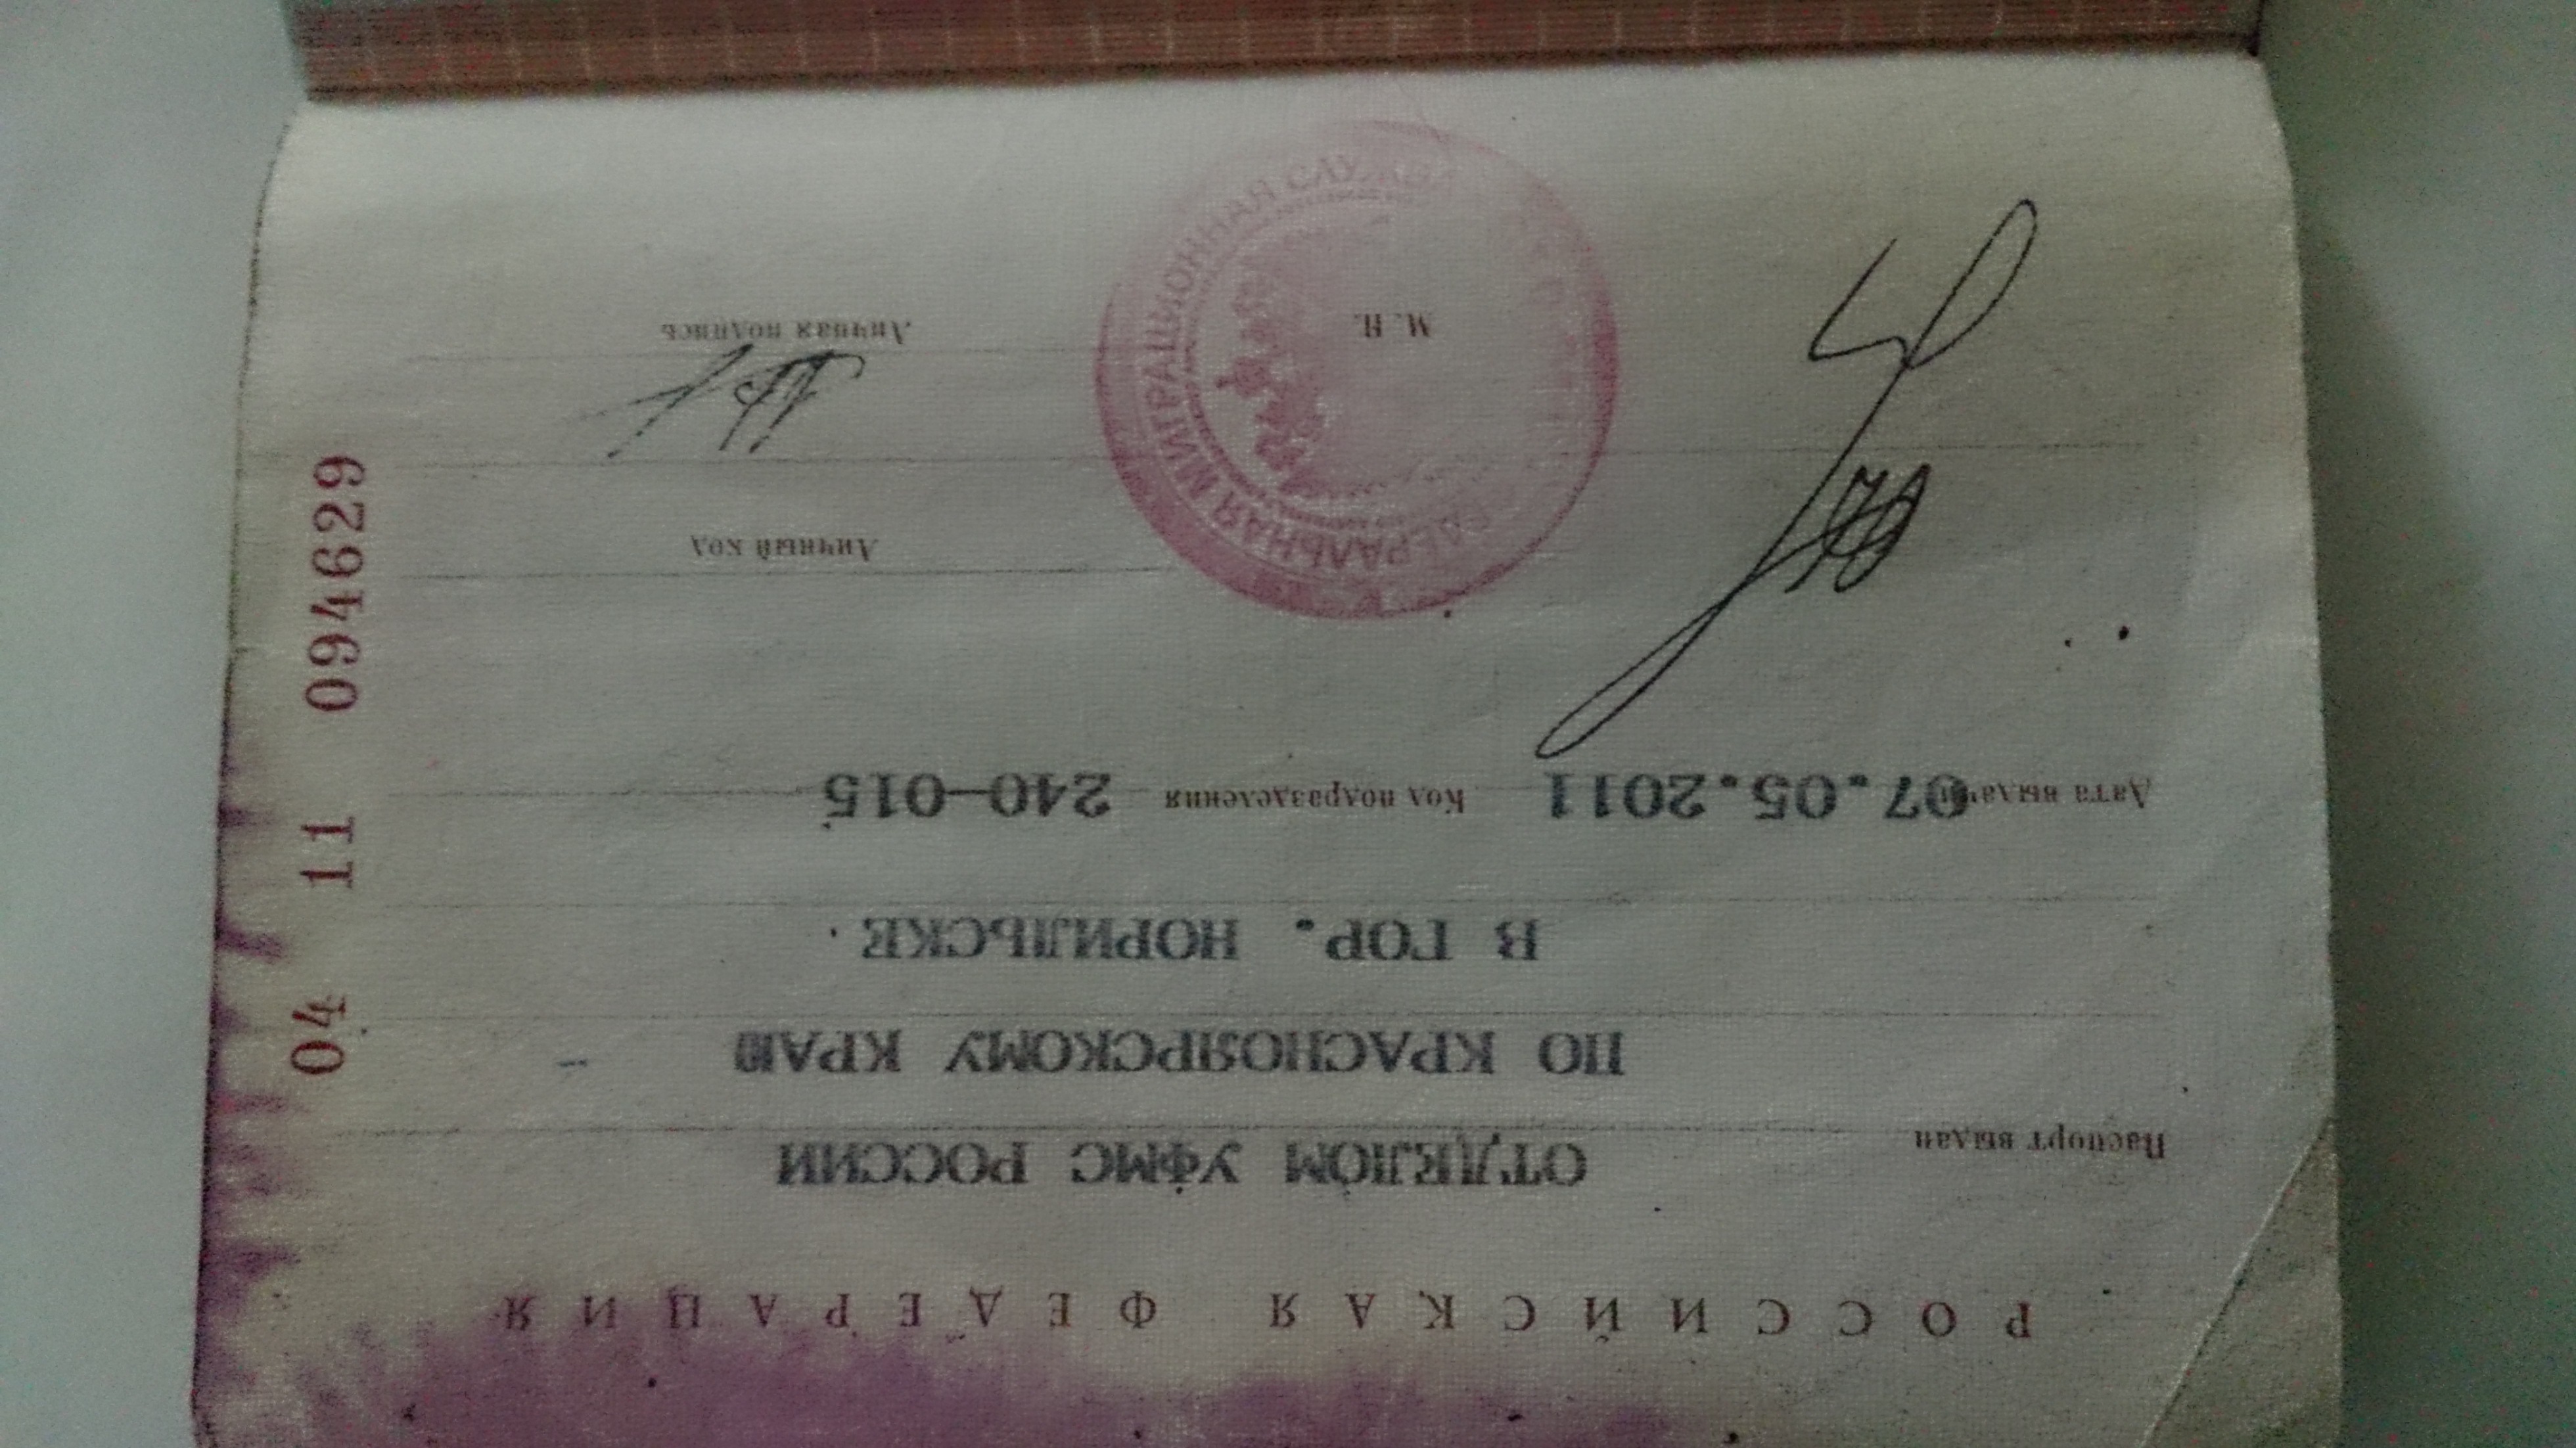 РОССИЙСКАЯ ФЕДЕРАЦИЯ
Паспорт выдан ОТДЕЛОМ УФМС РОССИИ
ПО КРАСНОЯРСКОМУ КРАЮ
В ГОР. НОРИЛЬСКЕ
Дата выдачи 07.05.2011 Код подразделения 240-015
Личный код
Личная подпись
М. П.
ФЕДЕРАЛЬНАЯ МИГРАЦИОННАЯ СЛУЖБА
04 11 094629